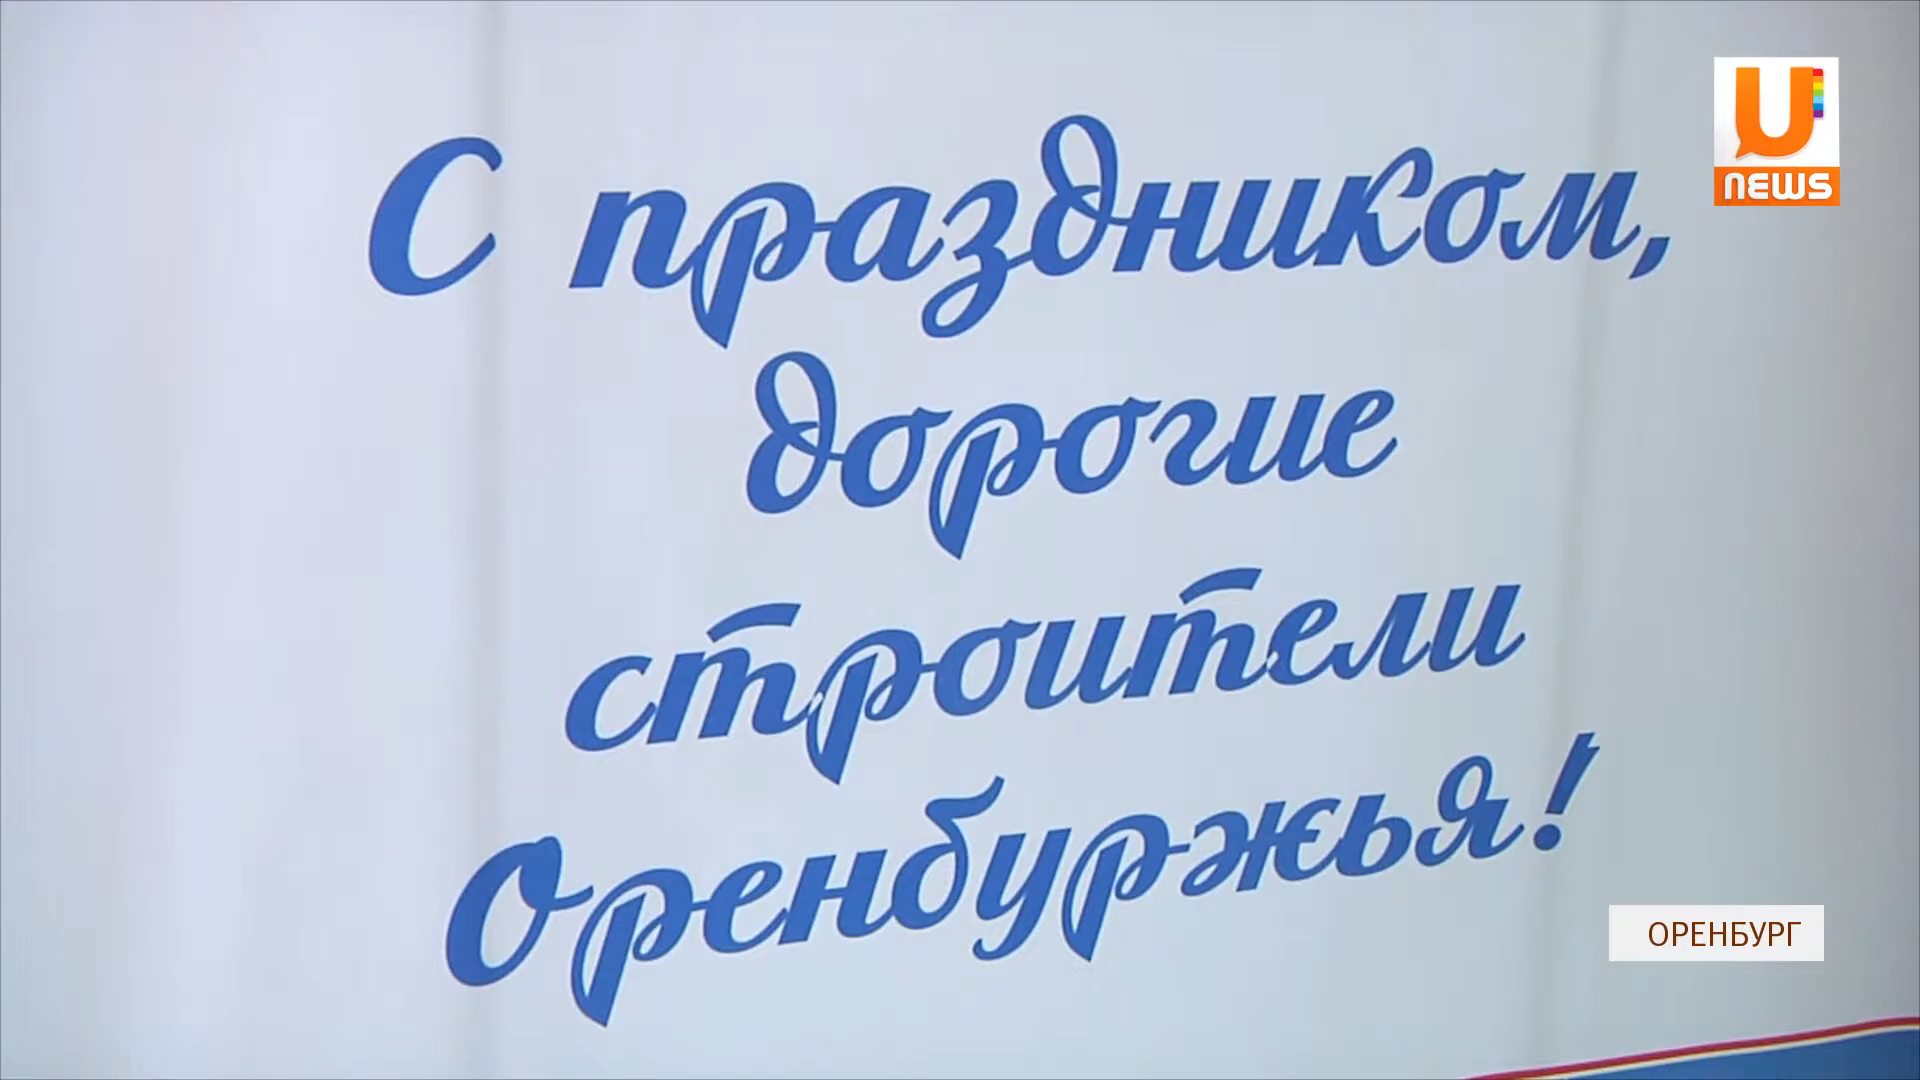 U
NEWS
С праздником,
дорогие
строители
Оренбуржья!
ОРЕНБУРГ